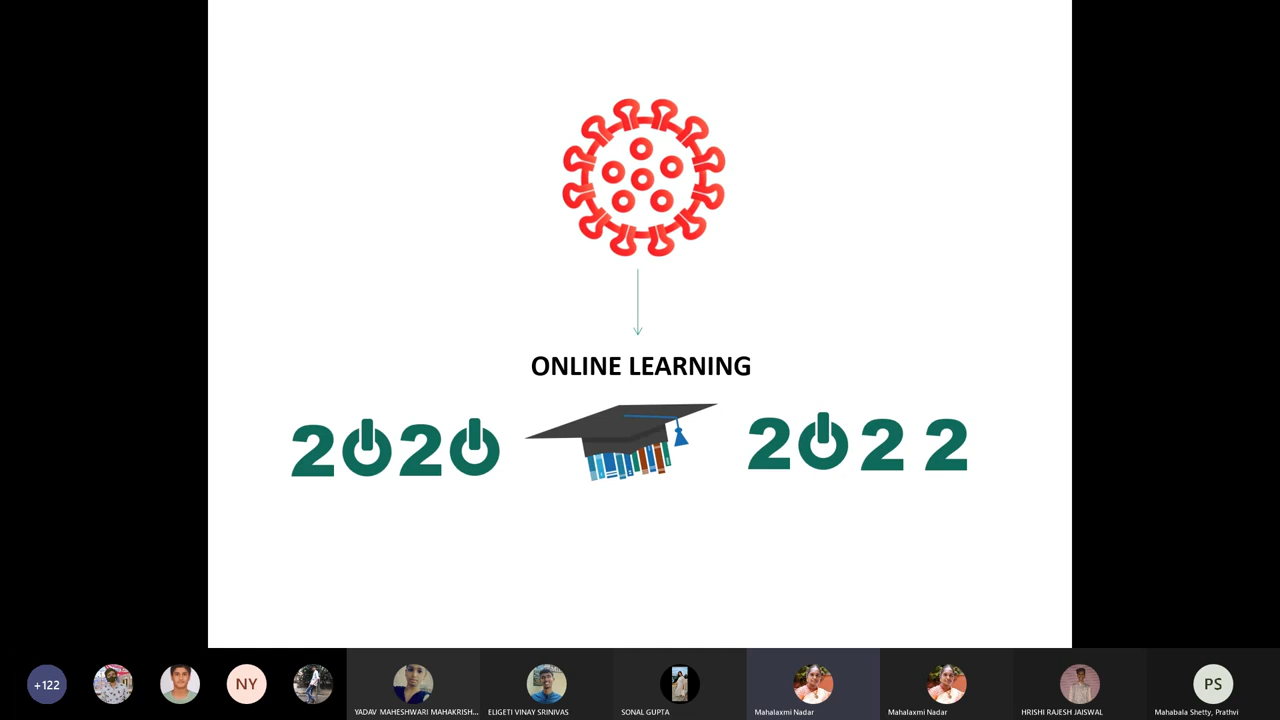 ONLINE LEARNING
2020
2022
+122
NY
YADAV MAHESHWARI MAHAKRISH...
ELIGETI VINAY SRINIVAS
SONAL GUPTA
Mahalaxmi Nadar
Mahalaxmi Nadar
HRISHI RAJESH JAISWAL
PS
Mahabala Shetty, Prathvi